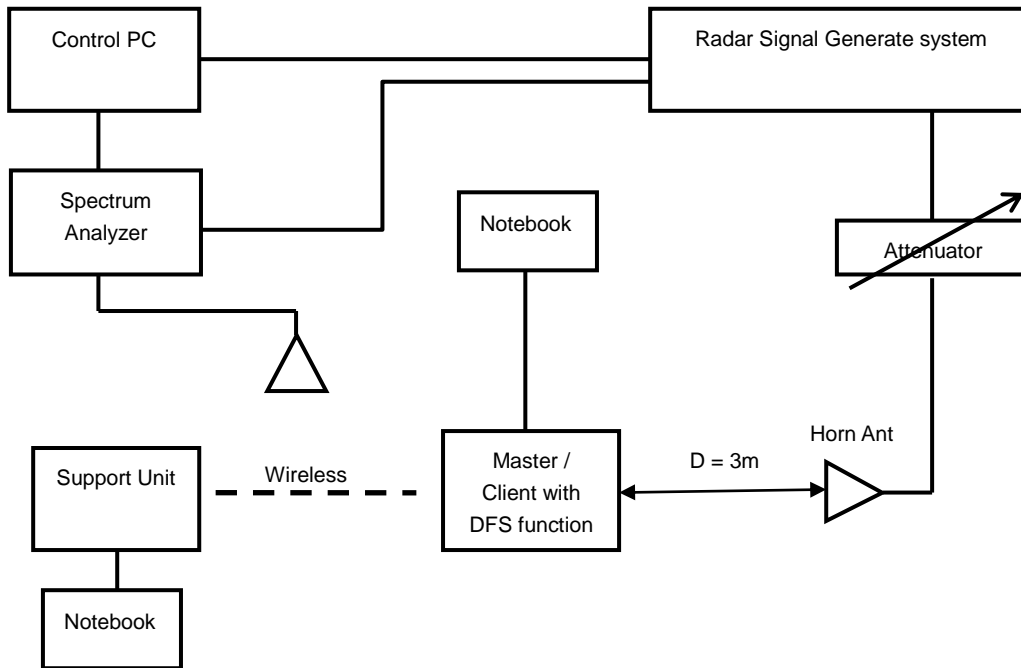 Control PC
Radar Signal Generate system
Spectrum
Analyzer
Notebook
Attenuator
Horn Ant
D = 3m
Support Unit
Wireless
Master /
Client with
DFS function
Notebook